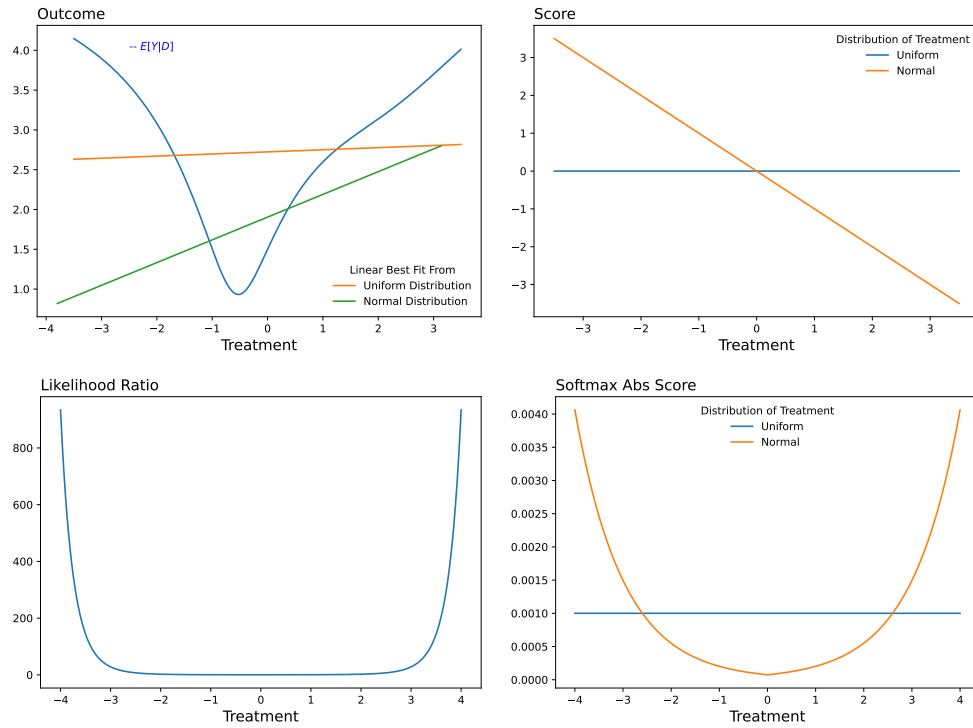 Outcome
-- E[Y|D]
4.0
3.5
3.0
2.5
2.0
1.5
1.0
Linear Best Fit From
Uniform Distribution
Normal Distribution
−4 −3 −2 −1 0 1 2 3
Treatment
Score
Distribution of Treatment
Uniform
Normal
3
2
1
0
−1
−2
−3
−3 −2 −1 0 1 2 3
Treatment
Likelihood Ratio
800
600
400
200
0
−4 −3 −2 −1 0 1 2 3 4
Treatment
Softmax Abs Score
Distribution of Treatment
Uniform
Normal
0.0040
0.0035
0.0030
0.0025
0.0020
0.0015
0.0010
0.0005
0.0000
−4 −3 −2 −1 0 1 2 3 4
Treatment